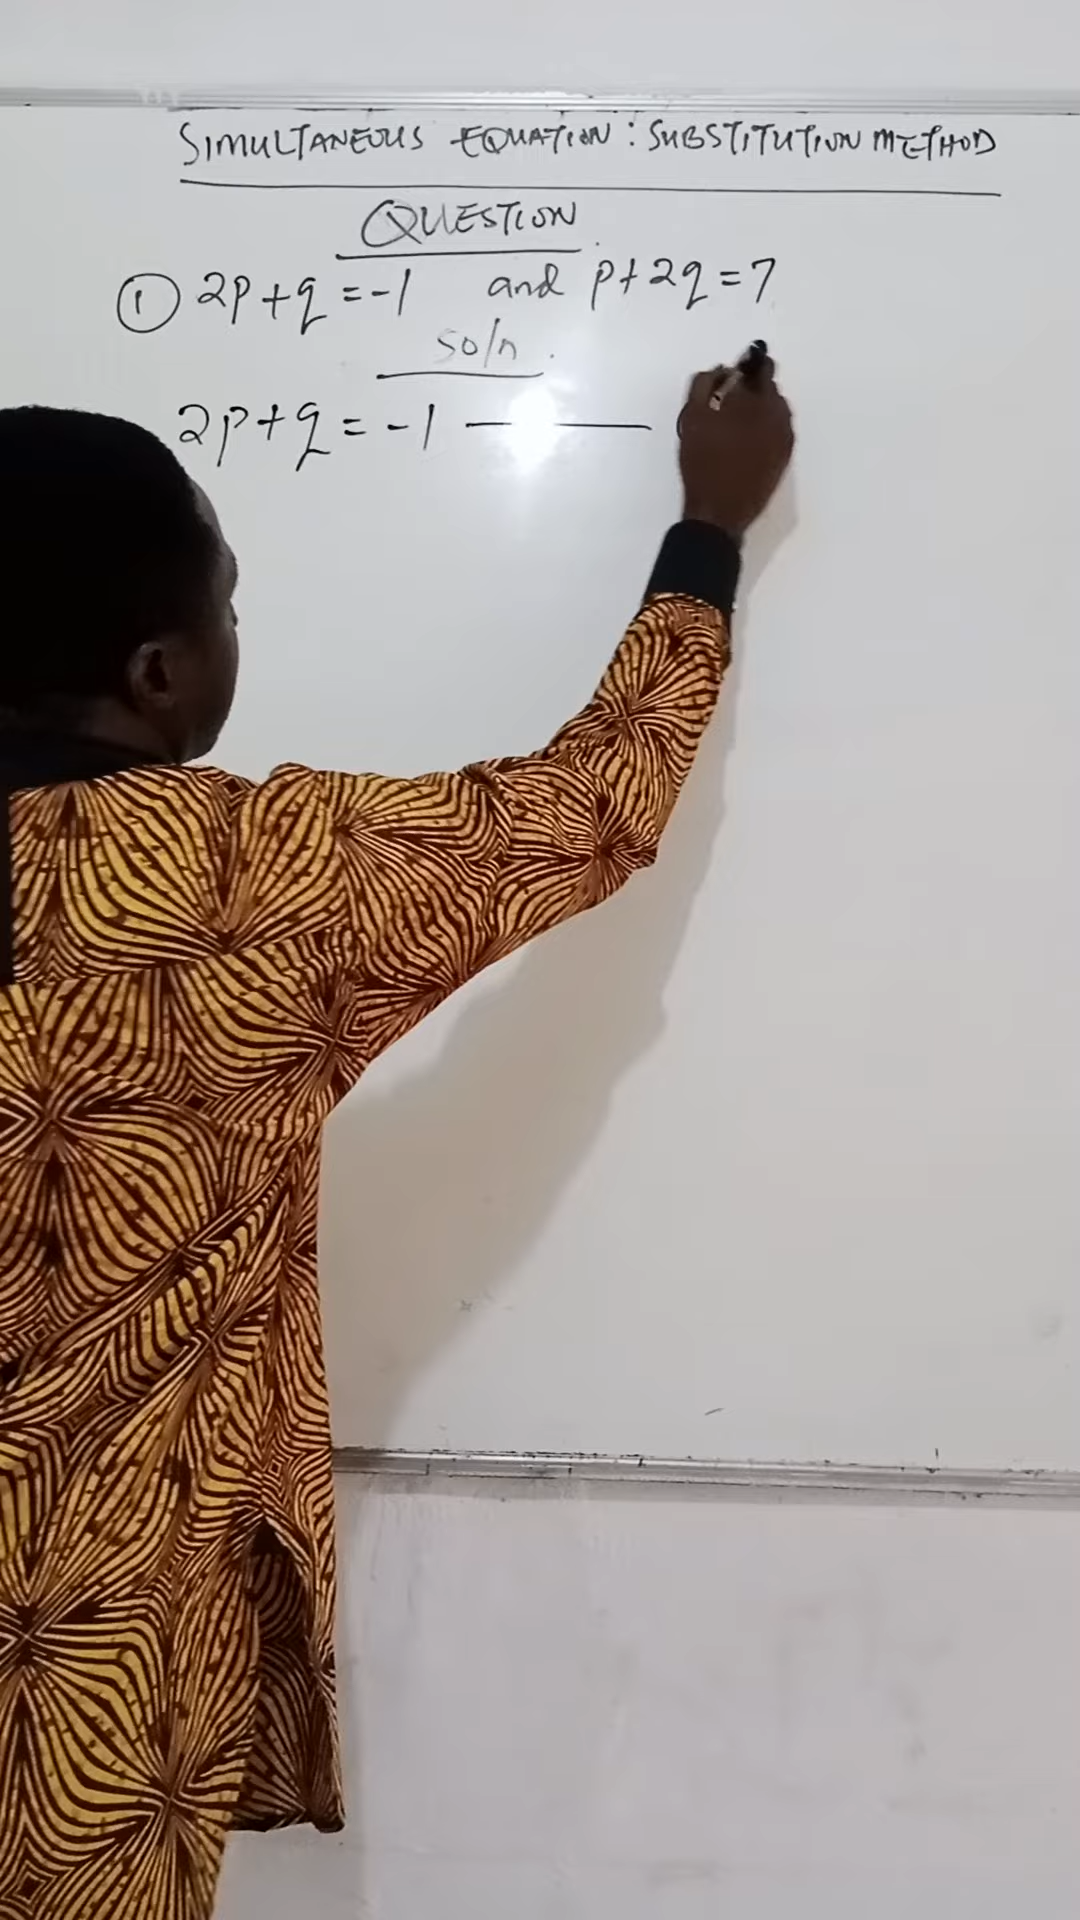 SIMULTANEOUS EQUATION: SUBSTITUTION METHOD
QUESTION
① 2p+q=-1 and p+2q=7
soln.
2p+q=-1 —— (